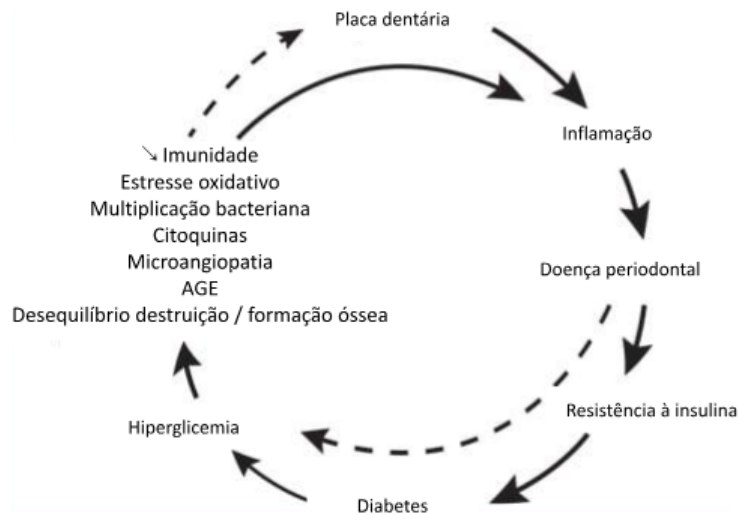 Placa dentária
Inflamação
↘ Imunidade
Estresse oxidativo
Multiplicação bacteriana
Citoquinas
Microangiopatia
AGE
Desequilíbrio destruição / formação óssea
Doença periodontal
Resistência à insulina
Hiperglicemia
Diabetes